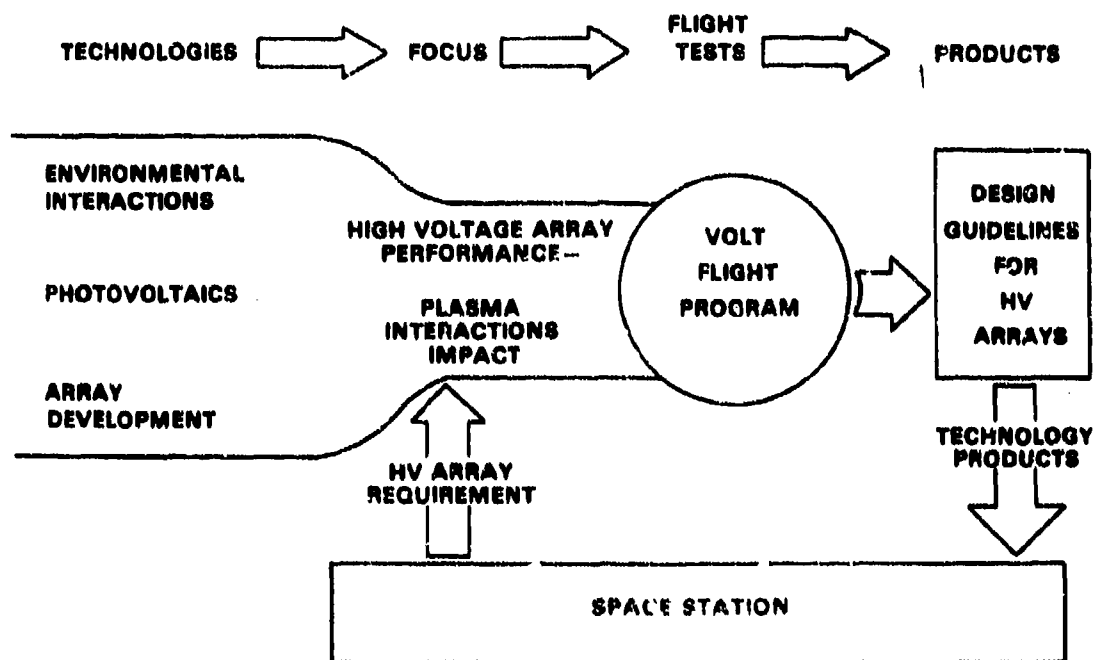 TECHNOLOGIES
FOCUS
FLIGHT
TESTS
PRODUCTS
ENVIRONMENTAL
INTERACTIONS
PHOTOVOLTAICS
ARRAY
DEVELOPMENT
HIGH VOLTAGE ARRAY
PERFORMANCE–
PLASMA
INTERACTIONS
IMPACT
HV ARRAY
REQUIREMENT
VOLT
FLIGHT
PROGRAM
DESIGN
GUIDELINES
FOR
HV
ARRAYS
TECHNOLOGY
PRODUCTS
SPACE STATION